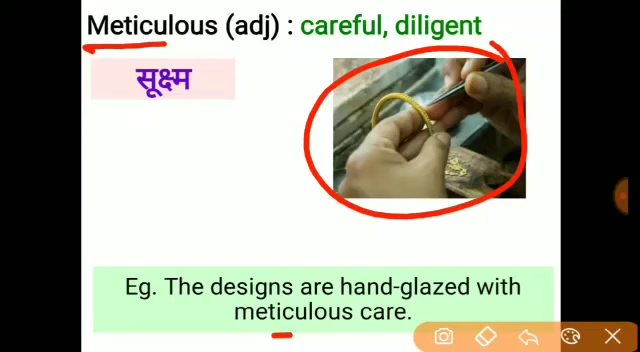 Meticulous (adj) : careful, diligent
सूक्ष्म
Eg. The designs are hand-glazed with
meticulous care.